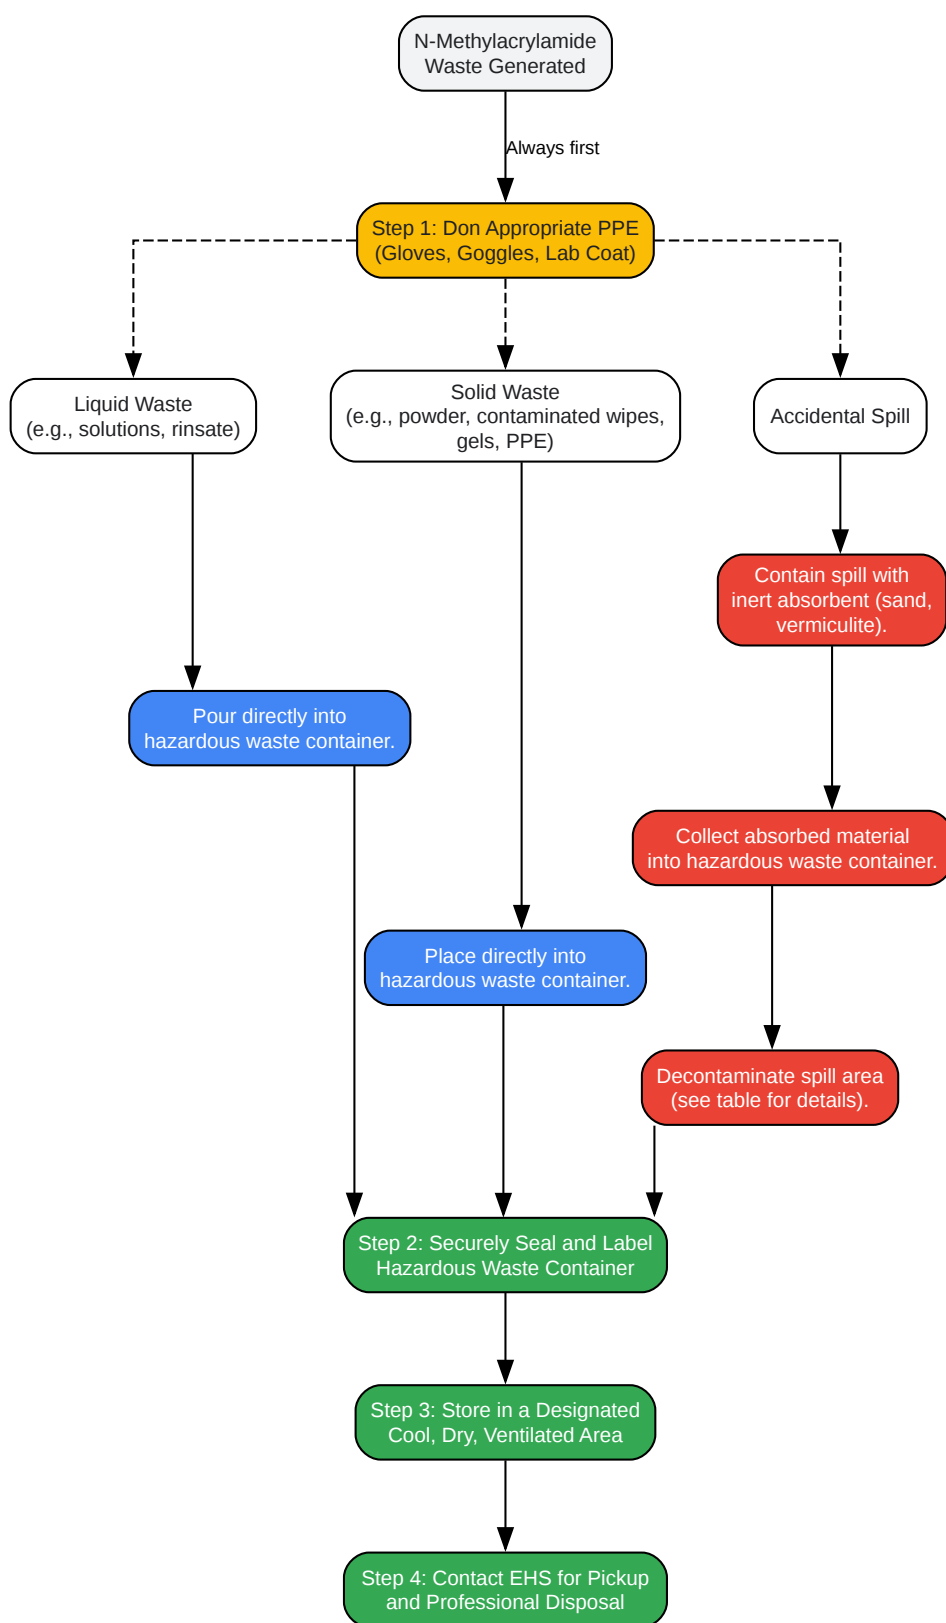 N-Methylacrylamide
Waste Generated
Always first
Step 1: Don Appropriate PPE
(Gloves, Goggles, Lab Coat)
Liquid Waste
(e.g., solutions, rinsate)
Solid Waste
(e.g., powder, contaminated wipes,
gels, PPE)
Accidental Spill
Contain spill with
inert absorbent (sand,
vermiculite).
Pour directly into
hazardous waste container.
Collect absorbed material
into hazardous waste container.
Place directly into
hazardous waste container.
Decontaminate spill area
(see table for details).
Step 2: Securely Seal and Label
Hazardous Waste Container
Step 3: Store in a Designated
Cool, Dry, Ventilated Area
Step 4: Contact EHS for Pickup
and Professional Disposal